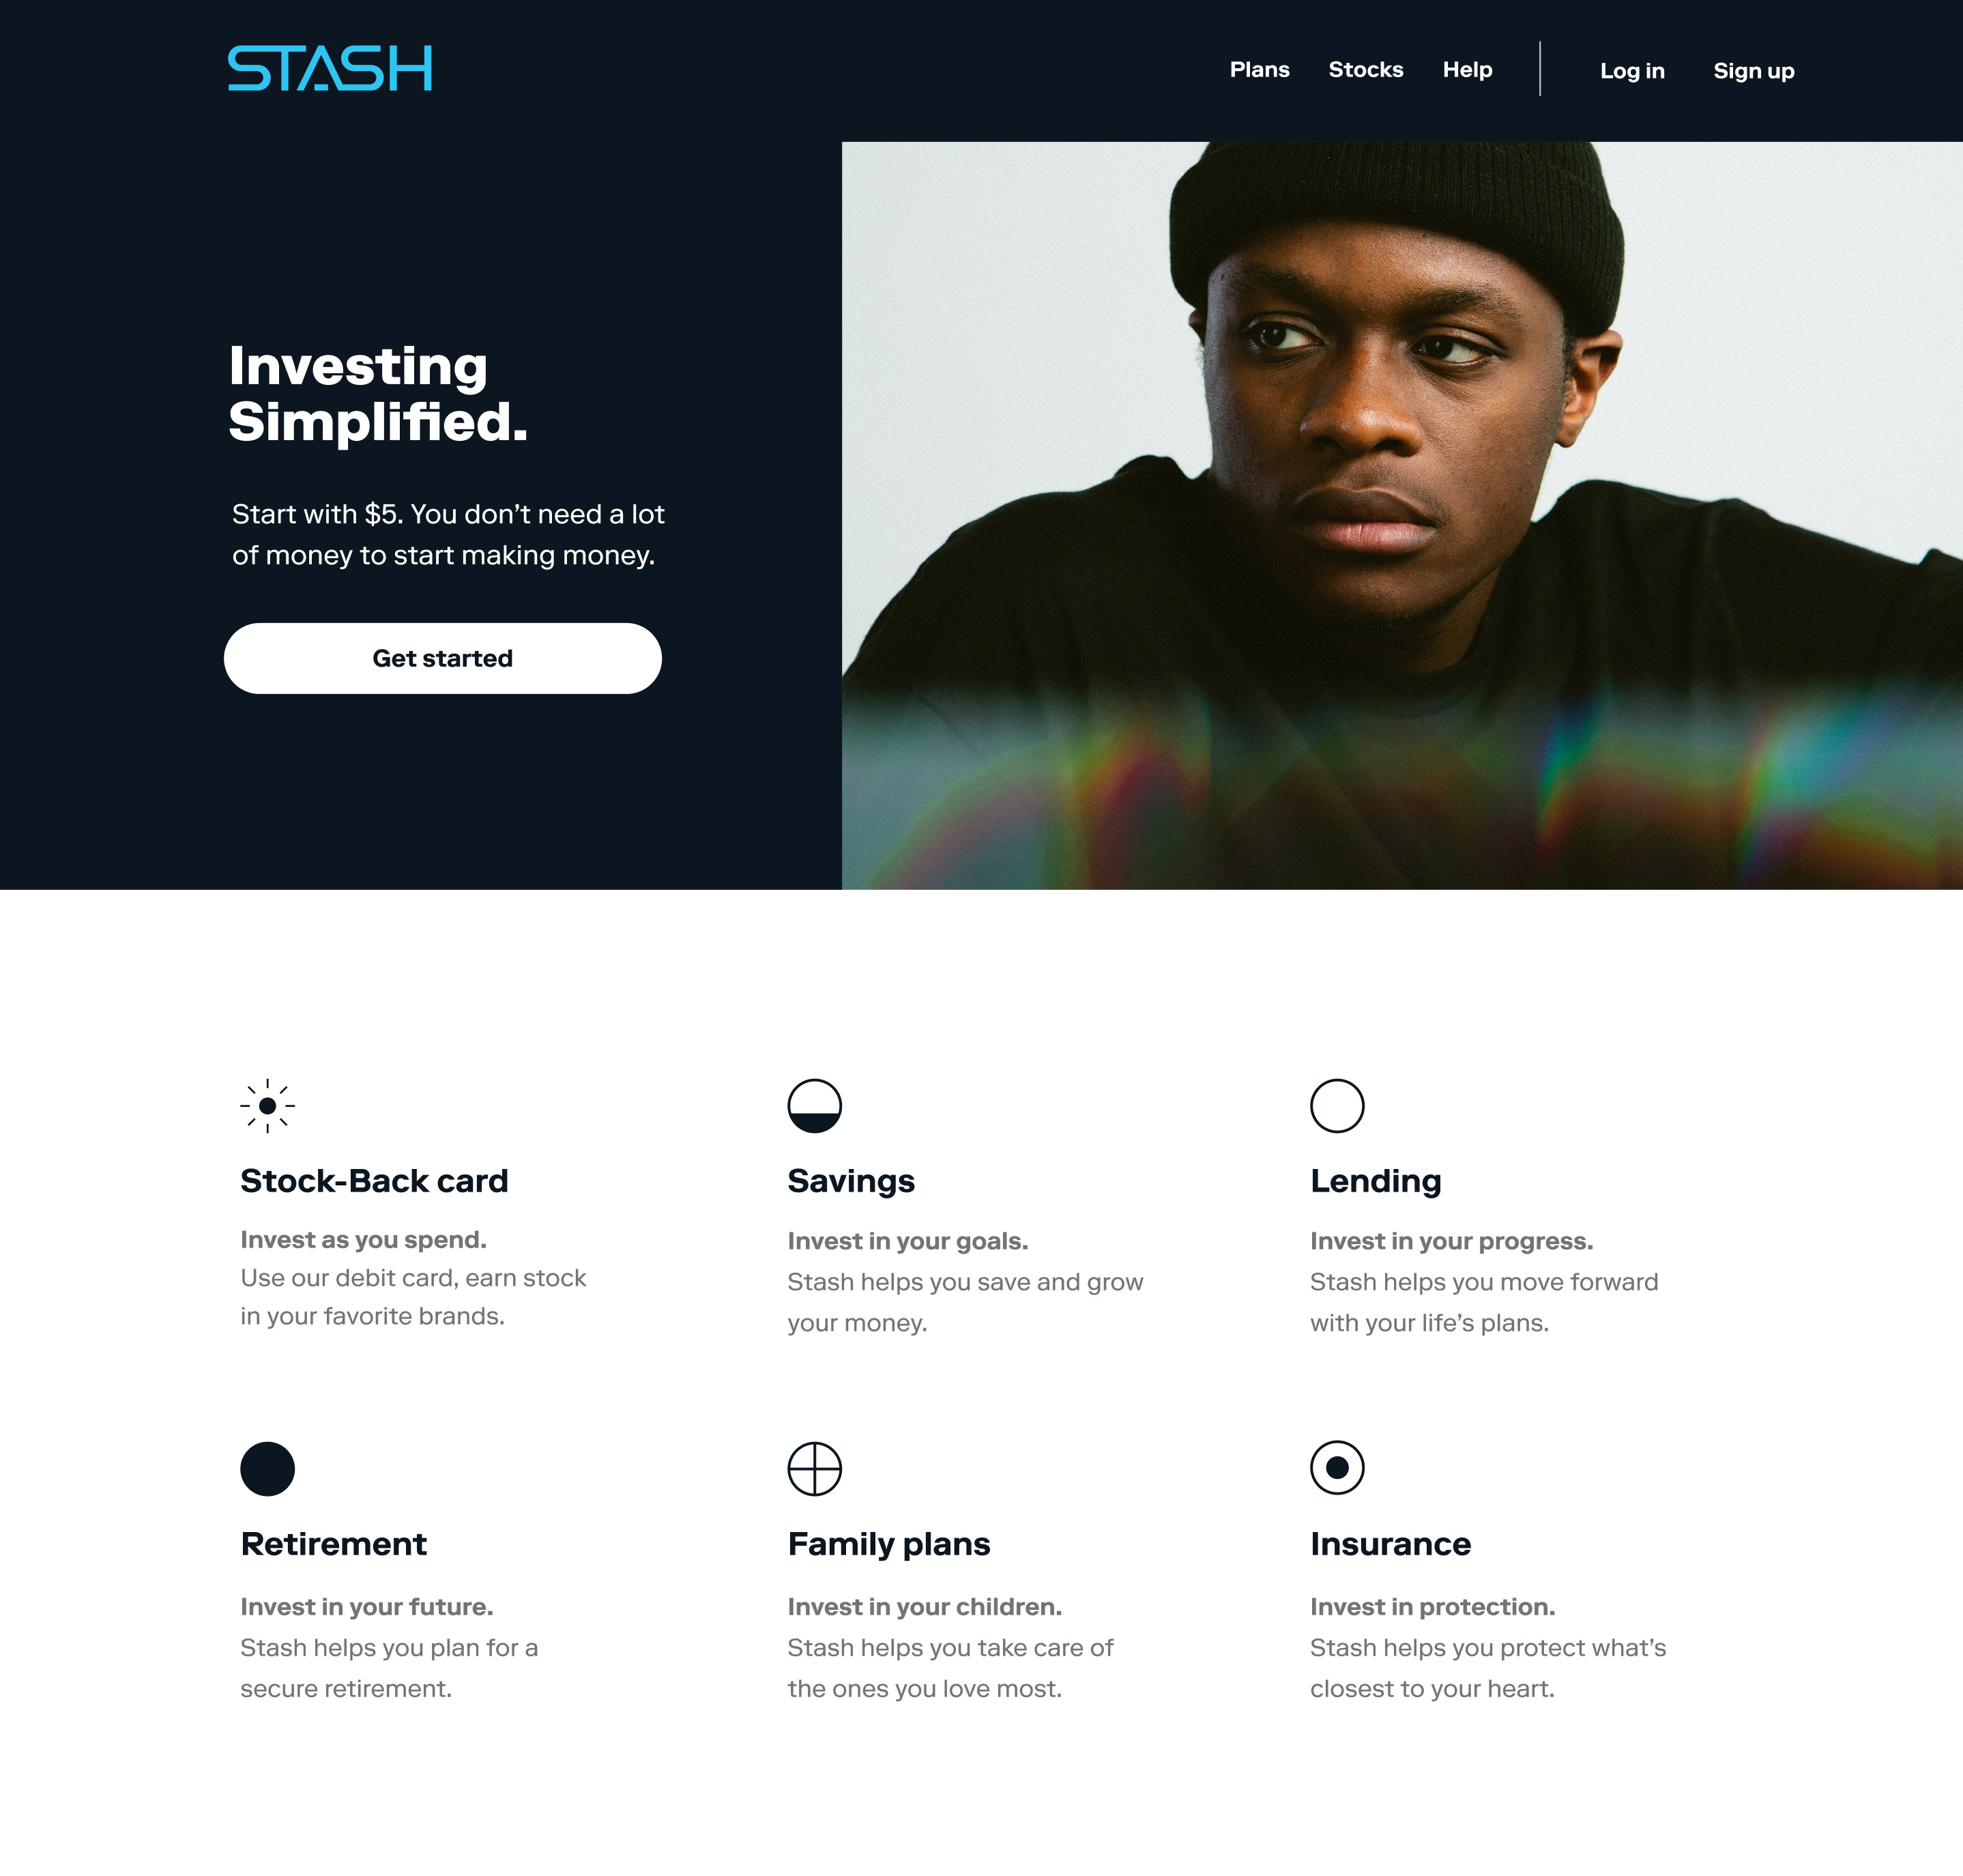 STASH
Plans Stocks Help Log in Sign up
Investing
Simplified.
Start with $5. You don’t need a lot
of money to start making money.
Get started
Stock-Back card
Invest as you spend.
Use our debit card, earn stock
in your favorite brands.
Savings
Invest in your goals.
Stash helps you save and grow
your money.
Lending
Invest in your progress.
Stash helps you move forward
with your life’s plans.
Retirement
Invest in your future.
Stash helps you plan for a
secure retirement.
Family plans
Invest in your children.
Stash helps you take care of
the ones you love most.
Insurance
Invest in protection.
Stash helps you protect what’s
closest to your heart.